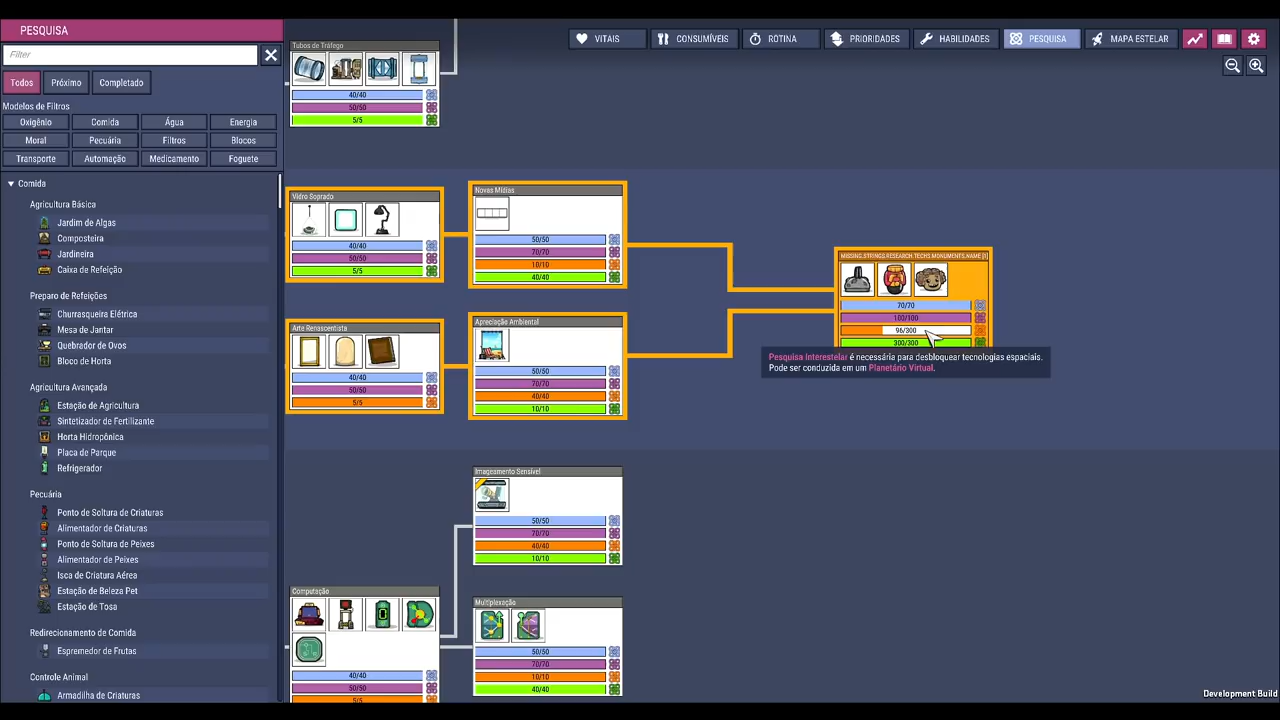 PESQUISA
Filter
Todos
Próximo
Completado
Modelos de Filtros
Oxigênio
Comida
Água
Energia
Moral
Pecuária
Filtros
Blocos
Transporte
Automação
Medicamento
Foguete
Comida
Agricultura Básica
Jardim de Algas
Composteira
Jardineira
Caixa de Refeição
Preparo de Refeições
Churrasqueira Elétrica
Mesa de Jantar
Quebrador de Ovos
Bloco de Horta
Agricultura Avançada
Estação de Agricultura
Sintetizador de Fertilizante
Horta Hidropônica
Placa de Parque
Refrigerador
Pecuária
Ponto de Soltura de Criaturas
Alimentador de Criaturas
Ponto de Soltura de Peixes
Alimentador de Peixes
Isca de Criatura Aérea
Estação de Beleza Pet
Estação de Tosa
Redirecionamento de Comida
Espremedor de Frutas
Controle Animal
Armadilha de Criaturas
VITAIS
CONSUMÍVEIS
ROTINA
PRIORIDADES
HABILIDADES
PESQUISA
MAPA ESTELAR
Tubos de Tráfego
40/40
50/50
5/5
Vidro Soprado
40/40
50/50
5/5
Novas Mídias
50/50
70/70
10/10
40/40
MISSING.STRINGS.RESEARCH.TECHS.MONUMENTS.NAME [1]
70/70
100/100
96/300
300/300
Pesquisa Interestelar é necessária para desbloquear tecnologias espaciais.
Pode ser conduzida em um Planetário Virtual.
Arte Renascentista
40/40
50/50
5/5
Apreciação Ambiental
50/50
70/70
40/40
10/10
Imageamento Sensível
50/50
70/70
40/40
10/10
Computação
40/40
50/50
5/5
Multiplexação
50/50
70/70
10/10
40/40
Development Build